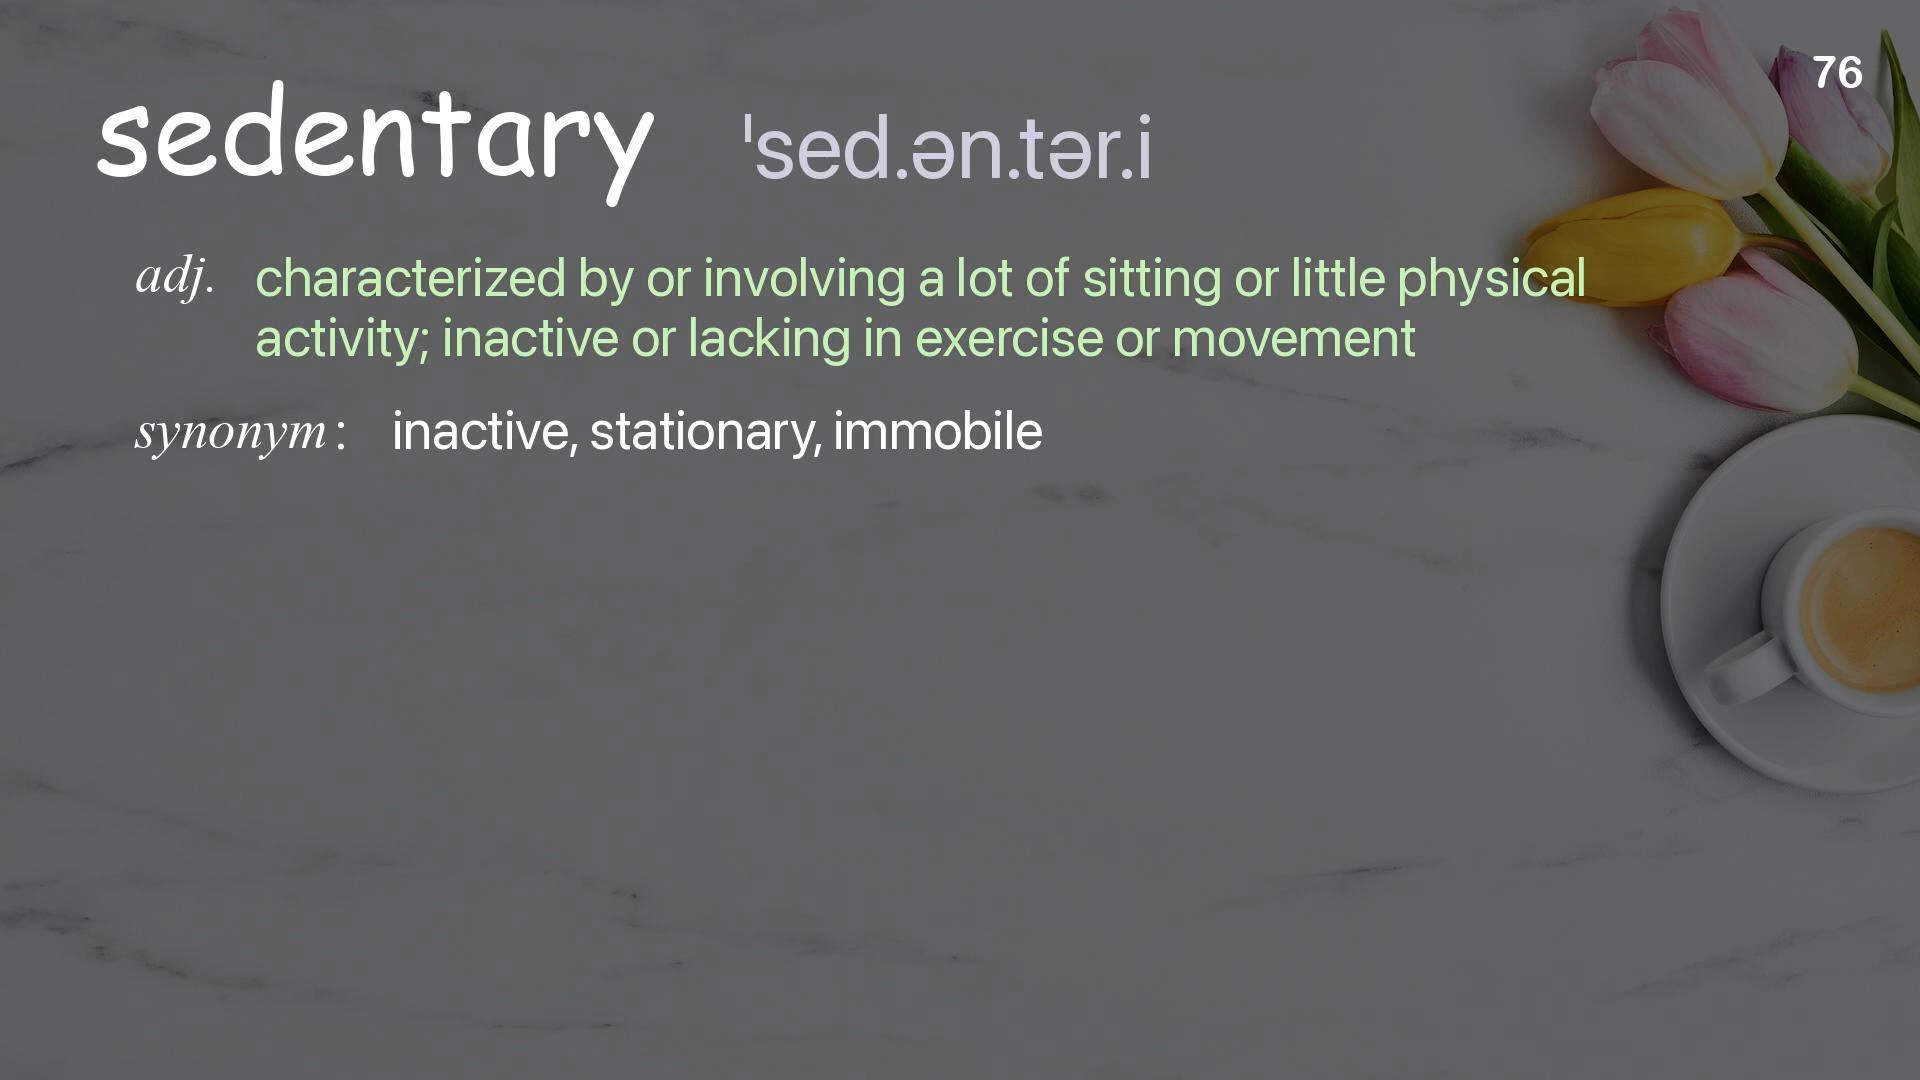 76
sedentary ˈsed.ən.tər.i
adj. characterized by or involving a lot of sitting or little physical
activity; inactive or lacking in exercise or movement
synonym: inactive, stationary, immobile